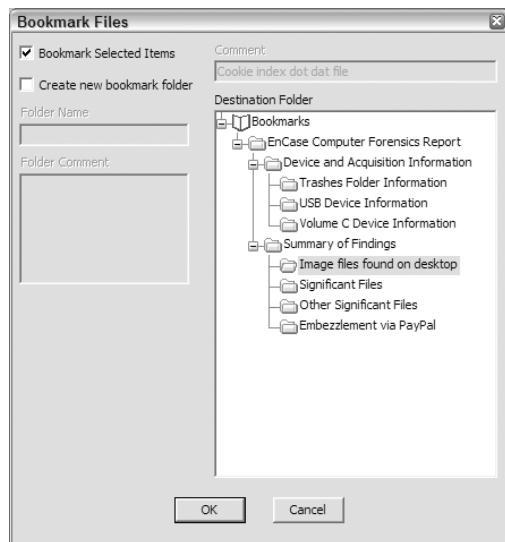 Bookmark Files
Bookmark Selected Items
Create new bookmark folder
Folder Name
Folder Comment
Comment
Cookie index dot dat file
Destination Folder
Bookmarks
EnCase Computer Forensics Report
Device and Acquisition Information
Trashes Folder Information
USB Device Information
Volume C Device Information
Summary of Findings
Image files found on desktop
Significant Files
Other Significant Files
Embezzlement via PayPal
OK
Cancel